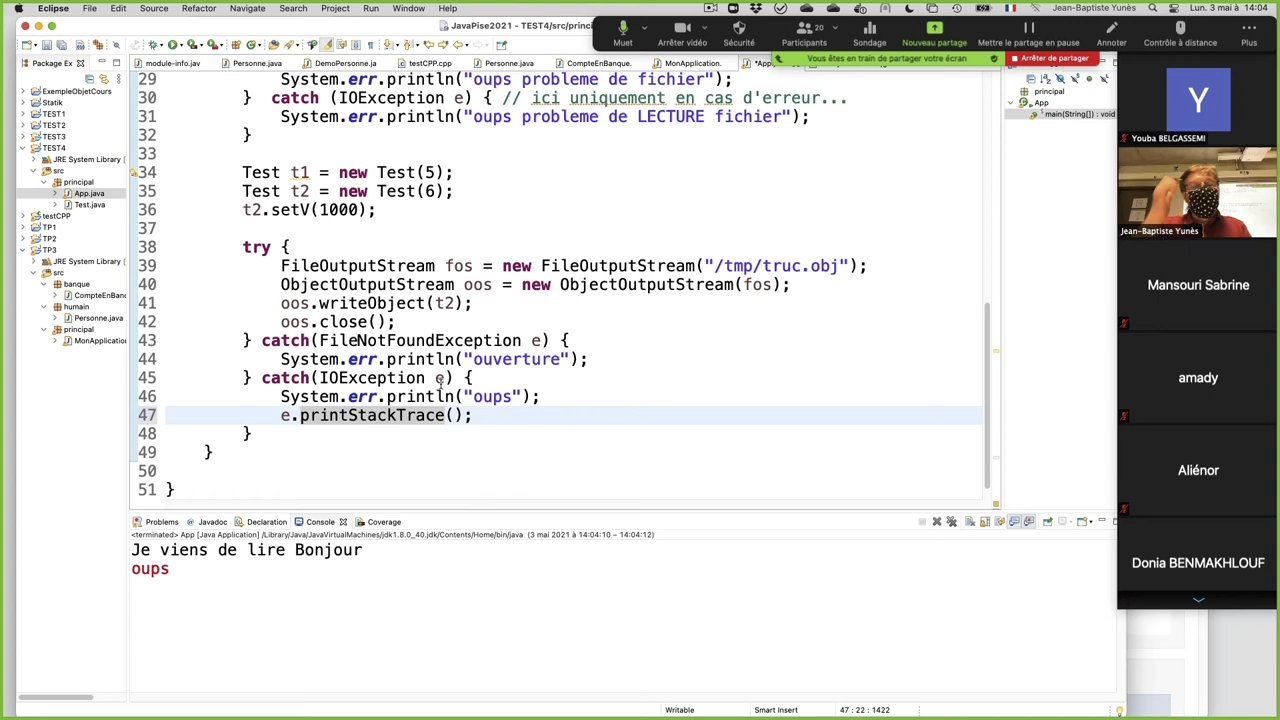 Eclipse File Edit Source Refactor Navigate Search Project Run Window Help Jean-Baptiste Yunès Lun. 3 mai à 14:04
JavaPise2021 - TEST4/src/princi
Muet Arrêter vidéo Sécurité Participants 20 Sondage Nouveau partage Mettre le partage en pause Annoter Contrôle à distance Plus
Vous êtes en train de partager votre écran Arrêter de partager
Package Ex
module-info.jav Personne.java DemoPersonne.ja testCPP.cpp Personne.java CompteEnBanque. MonApplication. *App
ExempleObjetCours
Statik
TEST1
TEST2
TEST3
TEST4
JRE System Library
src
principal
App.java
Test.java
testCPP
TP1
TP2
TP3
JRE System Library
src
banque
CompteEnBanc
humain
Personne.java
principal
MonApplication
29 System.err.println("oups probleme de fichier");
30 } catch (IOException e) { // ici uniquement en cas d'erreur...
31 System.err.println("oups probleme de LECTURE fichier");
32 }
33
34 Test t1 = new Test(5);
35 Test t2 = new Test(6);
36 t2.setV(1000);
37
38 try {
39 FileOutputStream fos = new FileOutputStream("/tmp/truc.obj");
40 ObjectOutputStream oos = new ObjectOutputStream(fos);
41 oos.writeObject(t2);
42 oos.close();
43 } catch(FileNotFoundException e) {
44 System.err.println("ouverture");
45 } catch(IOException e) {
46 System.err.println("oups");
47 e.printStackTrace();
48 }
49 }
50
51 }
principal
App
main(String[]) : void
Y
Youba BELGASSEMI
Jean-Baptiste Yunès
Mansouri Sabrine
amady
Aliénor
Donia BENMAKHLOUF
Problems Javadoc Declaration Console Coverage
<terminated> App [Java Application] /Library/Java/JavaVirtualMachines/jdk1.8.0_40.jdk/Contents/Home/bin/java (3 mai 2021 à 14:04:10 – 14:04:12)
Je viens de lire Bonjour
oups
Writable Smart Insert 47 : 22 : 1422